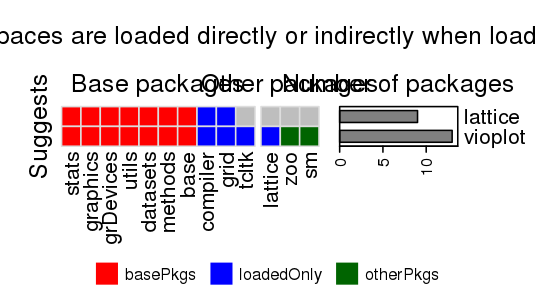 paces are loaded directly or indirectly when load
Base packages Other packages Number of packages
Suggests
lattice
vioplot
stats
graphics
grDevices
utils
datasets
methods
base
compiler
grid
tcltk
lattice
zoo
sm
0 5 10
basePkgs loadedOnly otherPkgs